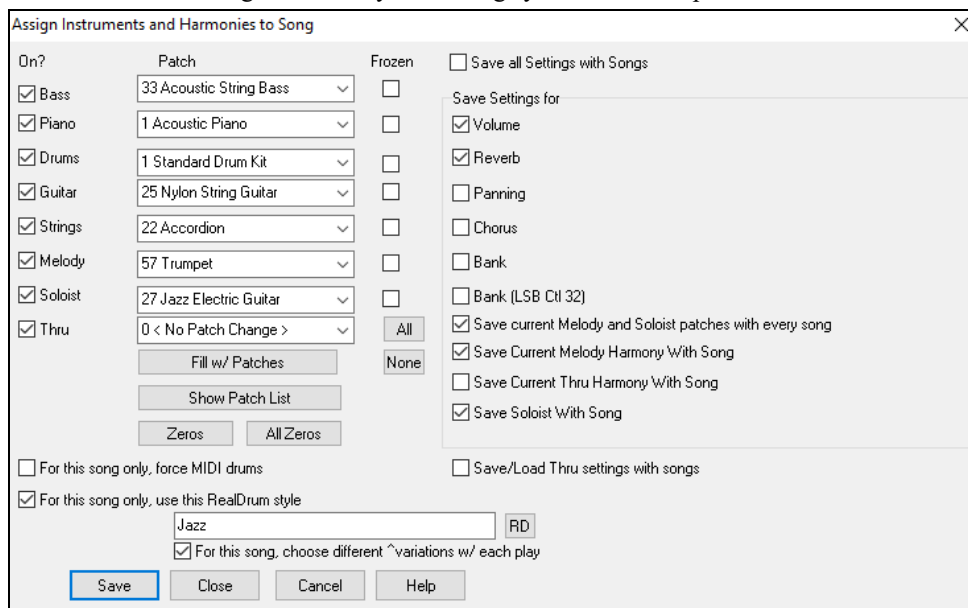 Assign Instruments and Harmonies to Song
On? Patch Frozen
Bass 33 Acoustic String Bass
Piano 1 Acoustic Piano
Drums 1 Standard Drum Kit
Guitar 25 Nylon String Guitar
Strings 22 Accordion
Melody 57 Trumpet
Soloist 27 Jazz Electric Guitar
Thru 0 < No Patch Change > All
Fill w/ Patches None
Show Patch List
Zeros All Zeros
Save all Settings with Songs
Save Settings for
Volume
Reverb
Panning
Chorus
Bank
Bank (LSB Ctl 32)
Save current Melody and Soloist patches with every song
Save Current Melody Harmony With Song
Save Current Thru Harmony With Song
Save Soloist With Song
For this song only, force MIDI drums
Save/Load Thru settings with songs
For this song only, use this RealDrum style
Jazz RD
For this song, choose different ^variations w/ each play
Save Close Cancel Help